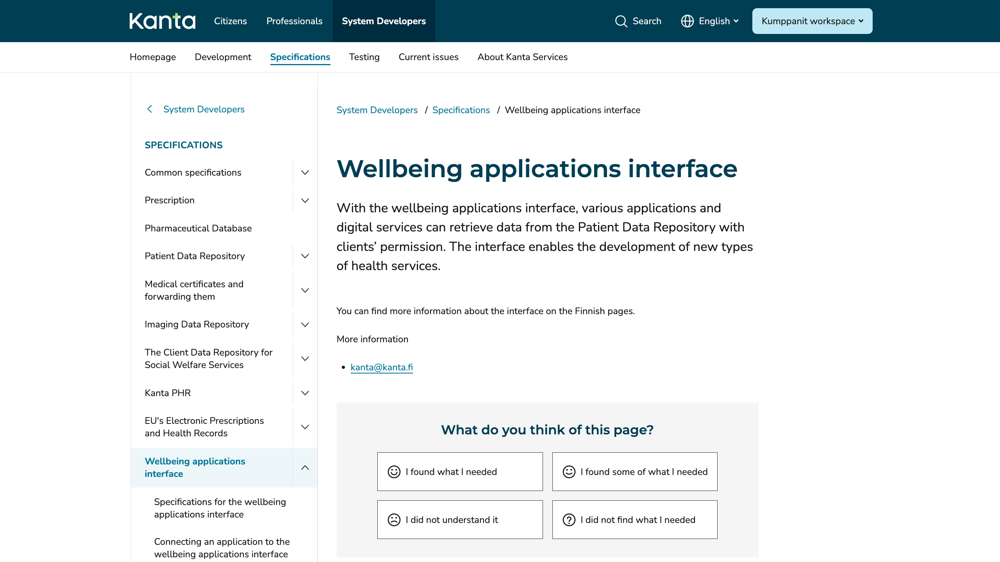 Kanta
Citizens
Professionals
System Developers
Search
English
Kumppanit workspace
Homepage
Development
Specifications
Testing
Current issues
About Kanta Services
System Developers
SPECIFICATIONS
Common specifications
Prescription
Pharmaceutical Database
Patient Data Repository
Medical certificates and
forwarding them
Imaging Data Repository
The Client Data Repository for
Social Welfare Services
Kanta PHR
EU's Electronic Prescriptions
and Health Records
Wellbeing applications
interface
Specifications for the wellbeing
applications interface
Connecting an application to the
wellbeing applications interface
System Developers / Specifications / Wellbeing applications interface
Wellbeing applications interface
With the wellbeing applications interface, various applications and
digital services can retrieve data from the Patient Data Repository with
clients’ permission. The interface enables the development of new types
of health services.
You can find more information about the interface on the Finnish pages.
More information
• kanta@kanta.fi
What do you think of this page?
I found what I needed
I found some of what I needed
I did not understand it
I did not find what I needed